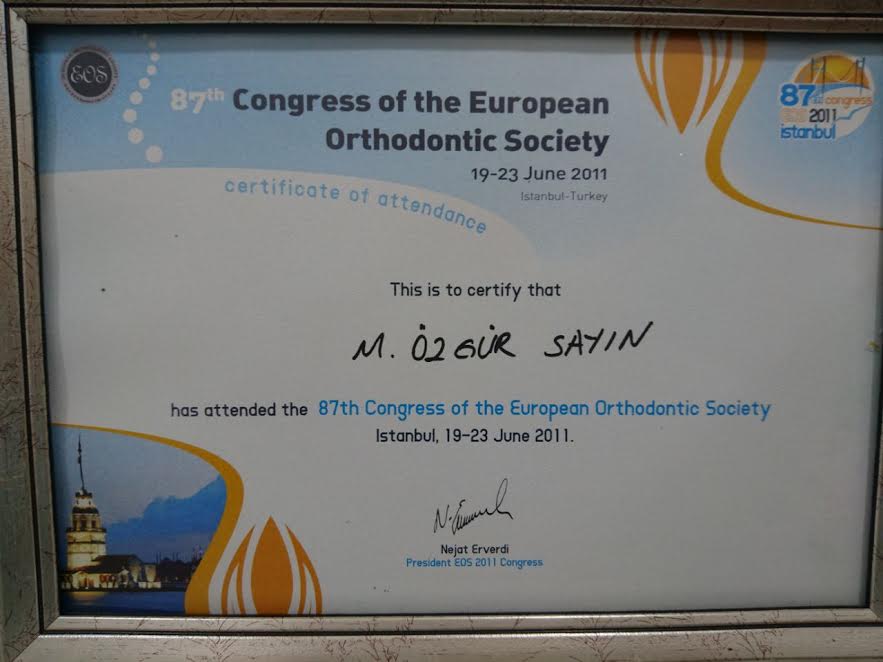 EOS
87th Congress of the European
Orthodontic Society
19-23 June 2011
Istanbul-Turkey
certificate of attendance
87th congress
EOS 2011
istanbul
This is to certify that
M. ÖZGÜR SAYIN
has attended the 87th Congress of the European Orthodontic Society
Istanbul, 19-23 June 2011.
Nejat Erverdi
President EOS 2011 Congress